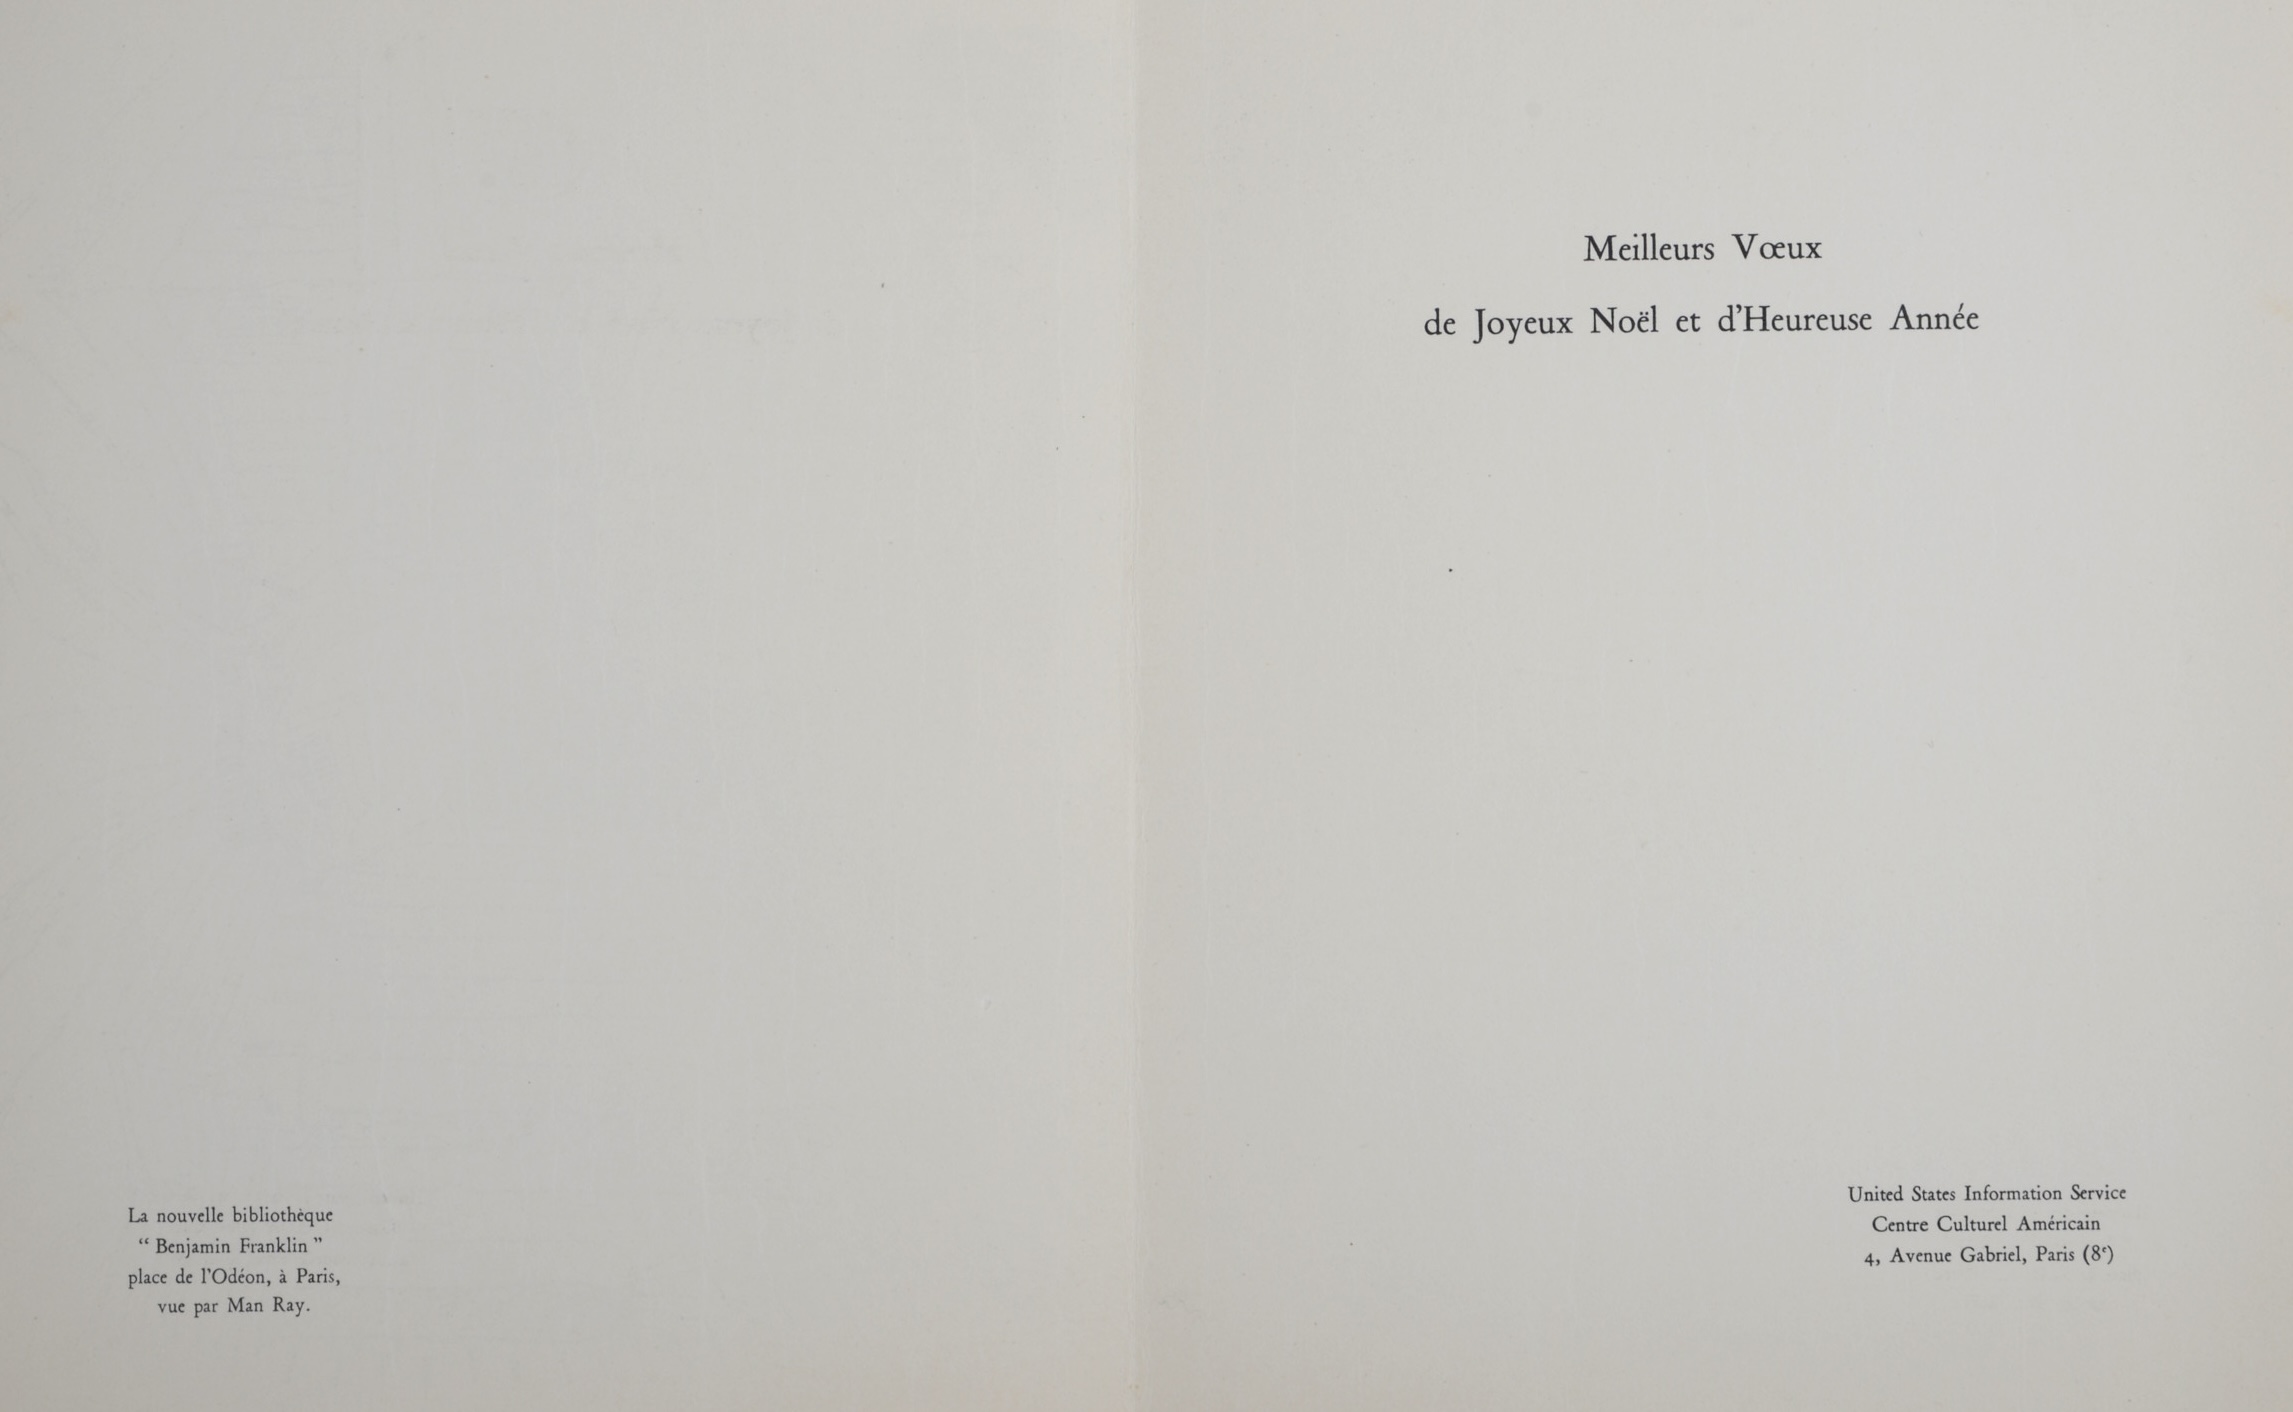 La nouvelle bibliothèque
“ Benjamin Franklin ”
place de l'Odéon, à Paris,
vue par Man Ray.
Meilleurs Vœux
de Joyeux Noël et d'Heureuse Année
United States Information Service
Centre Culturel Américain
4, Avenue Gabriel, Paris (8ᵉ)